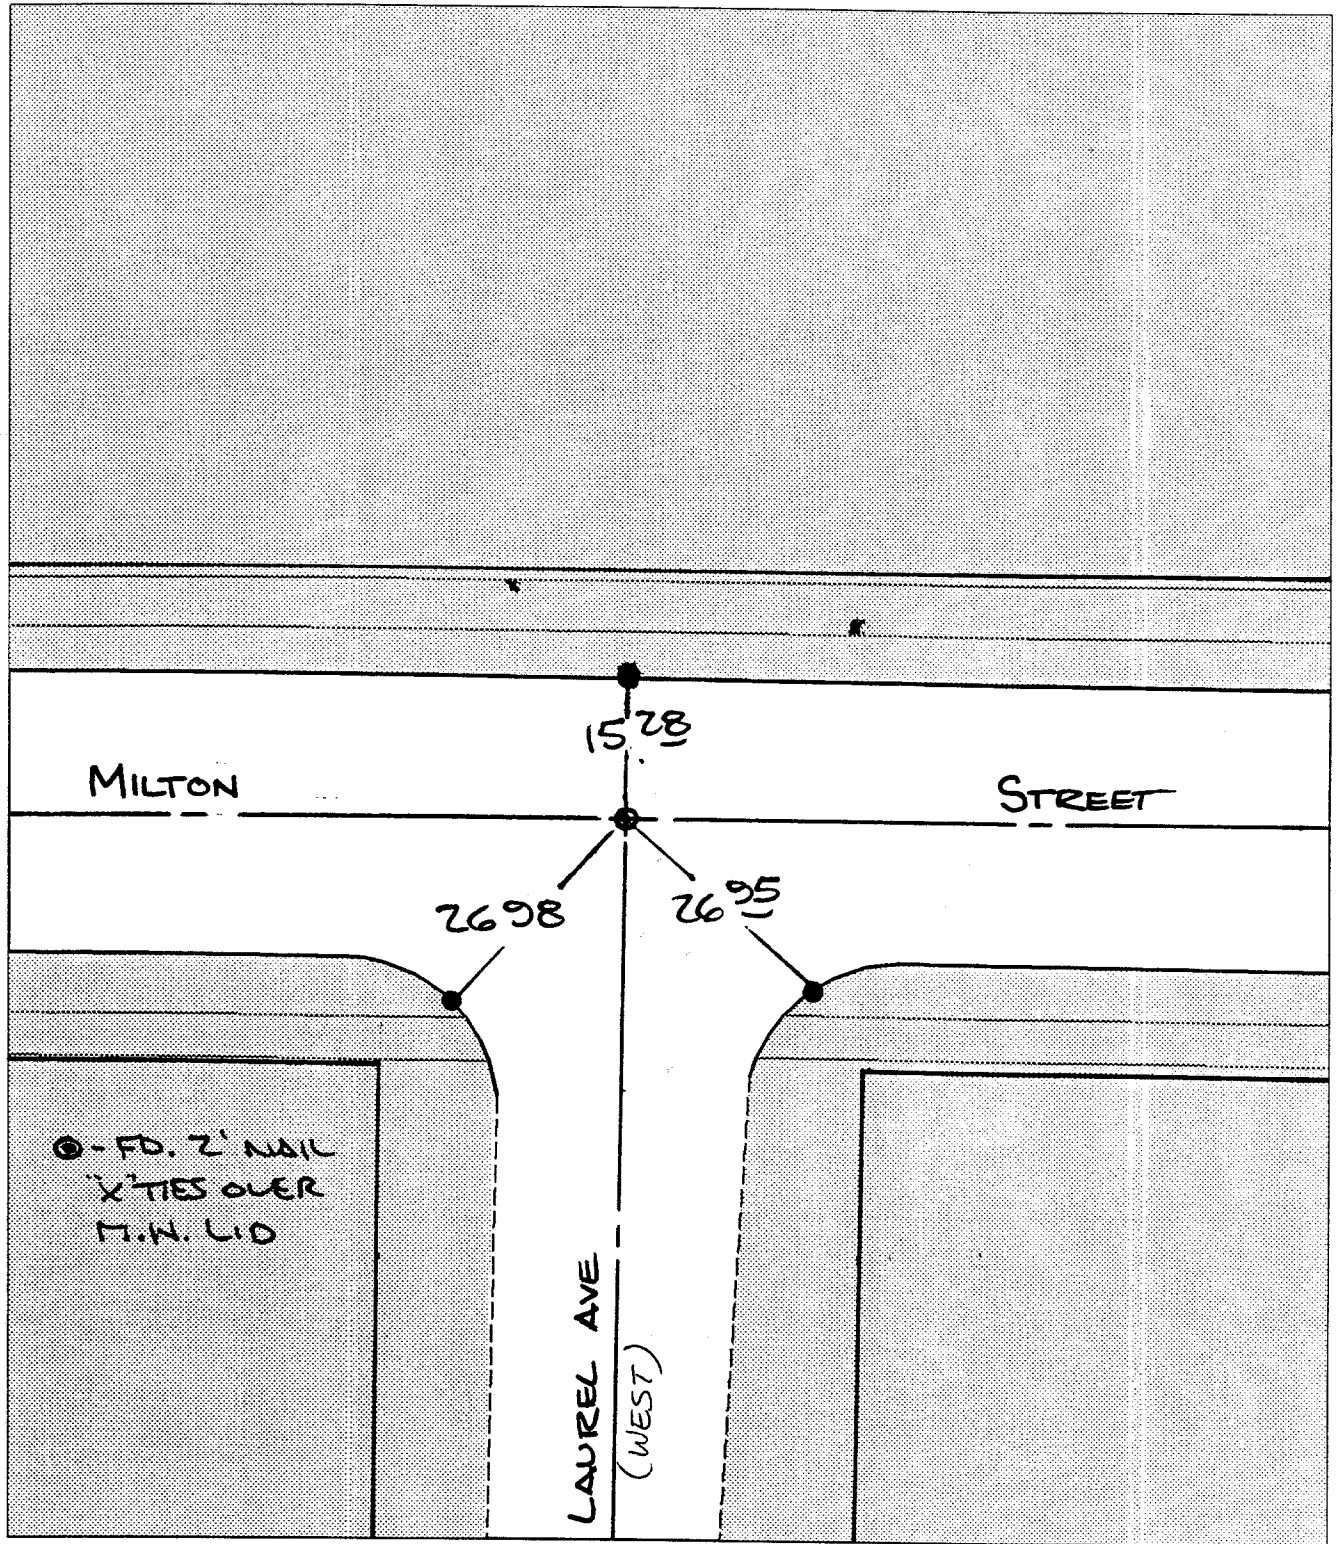 15 28
MILTON STREET
26 98
26 95
⊙ - FD. 2' NAIL
"X" TIES OVER
M.H. LID
LAUREL AVE
(WEST)